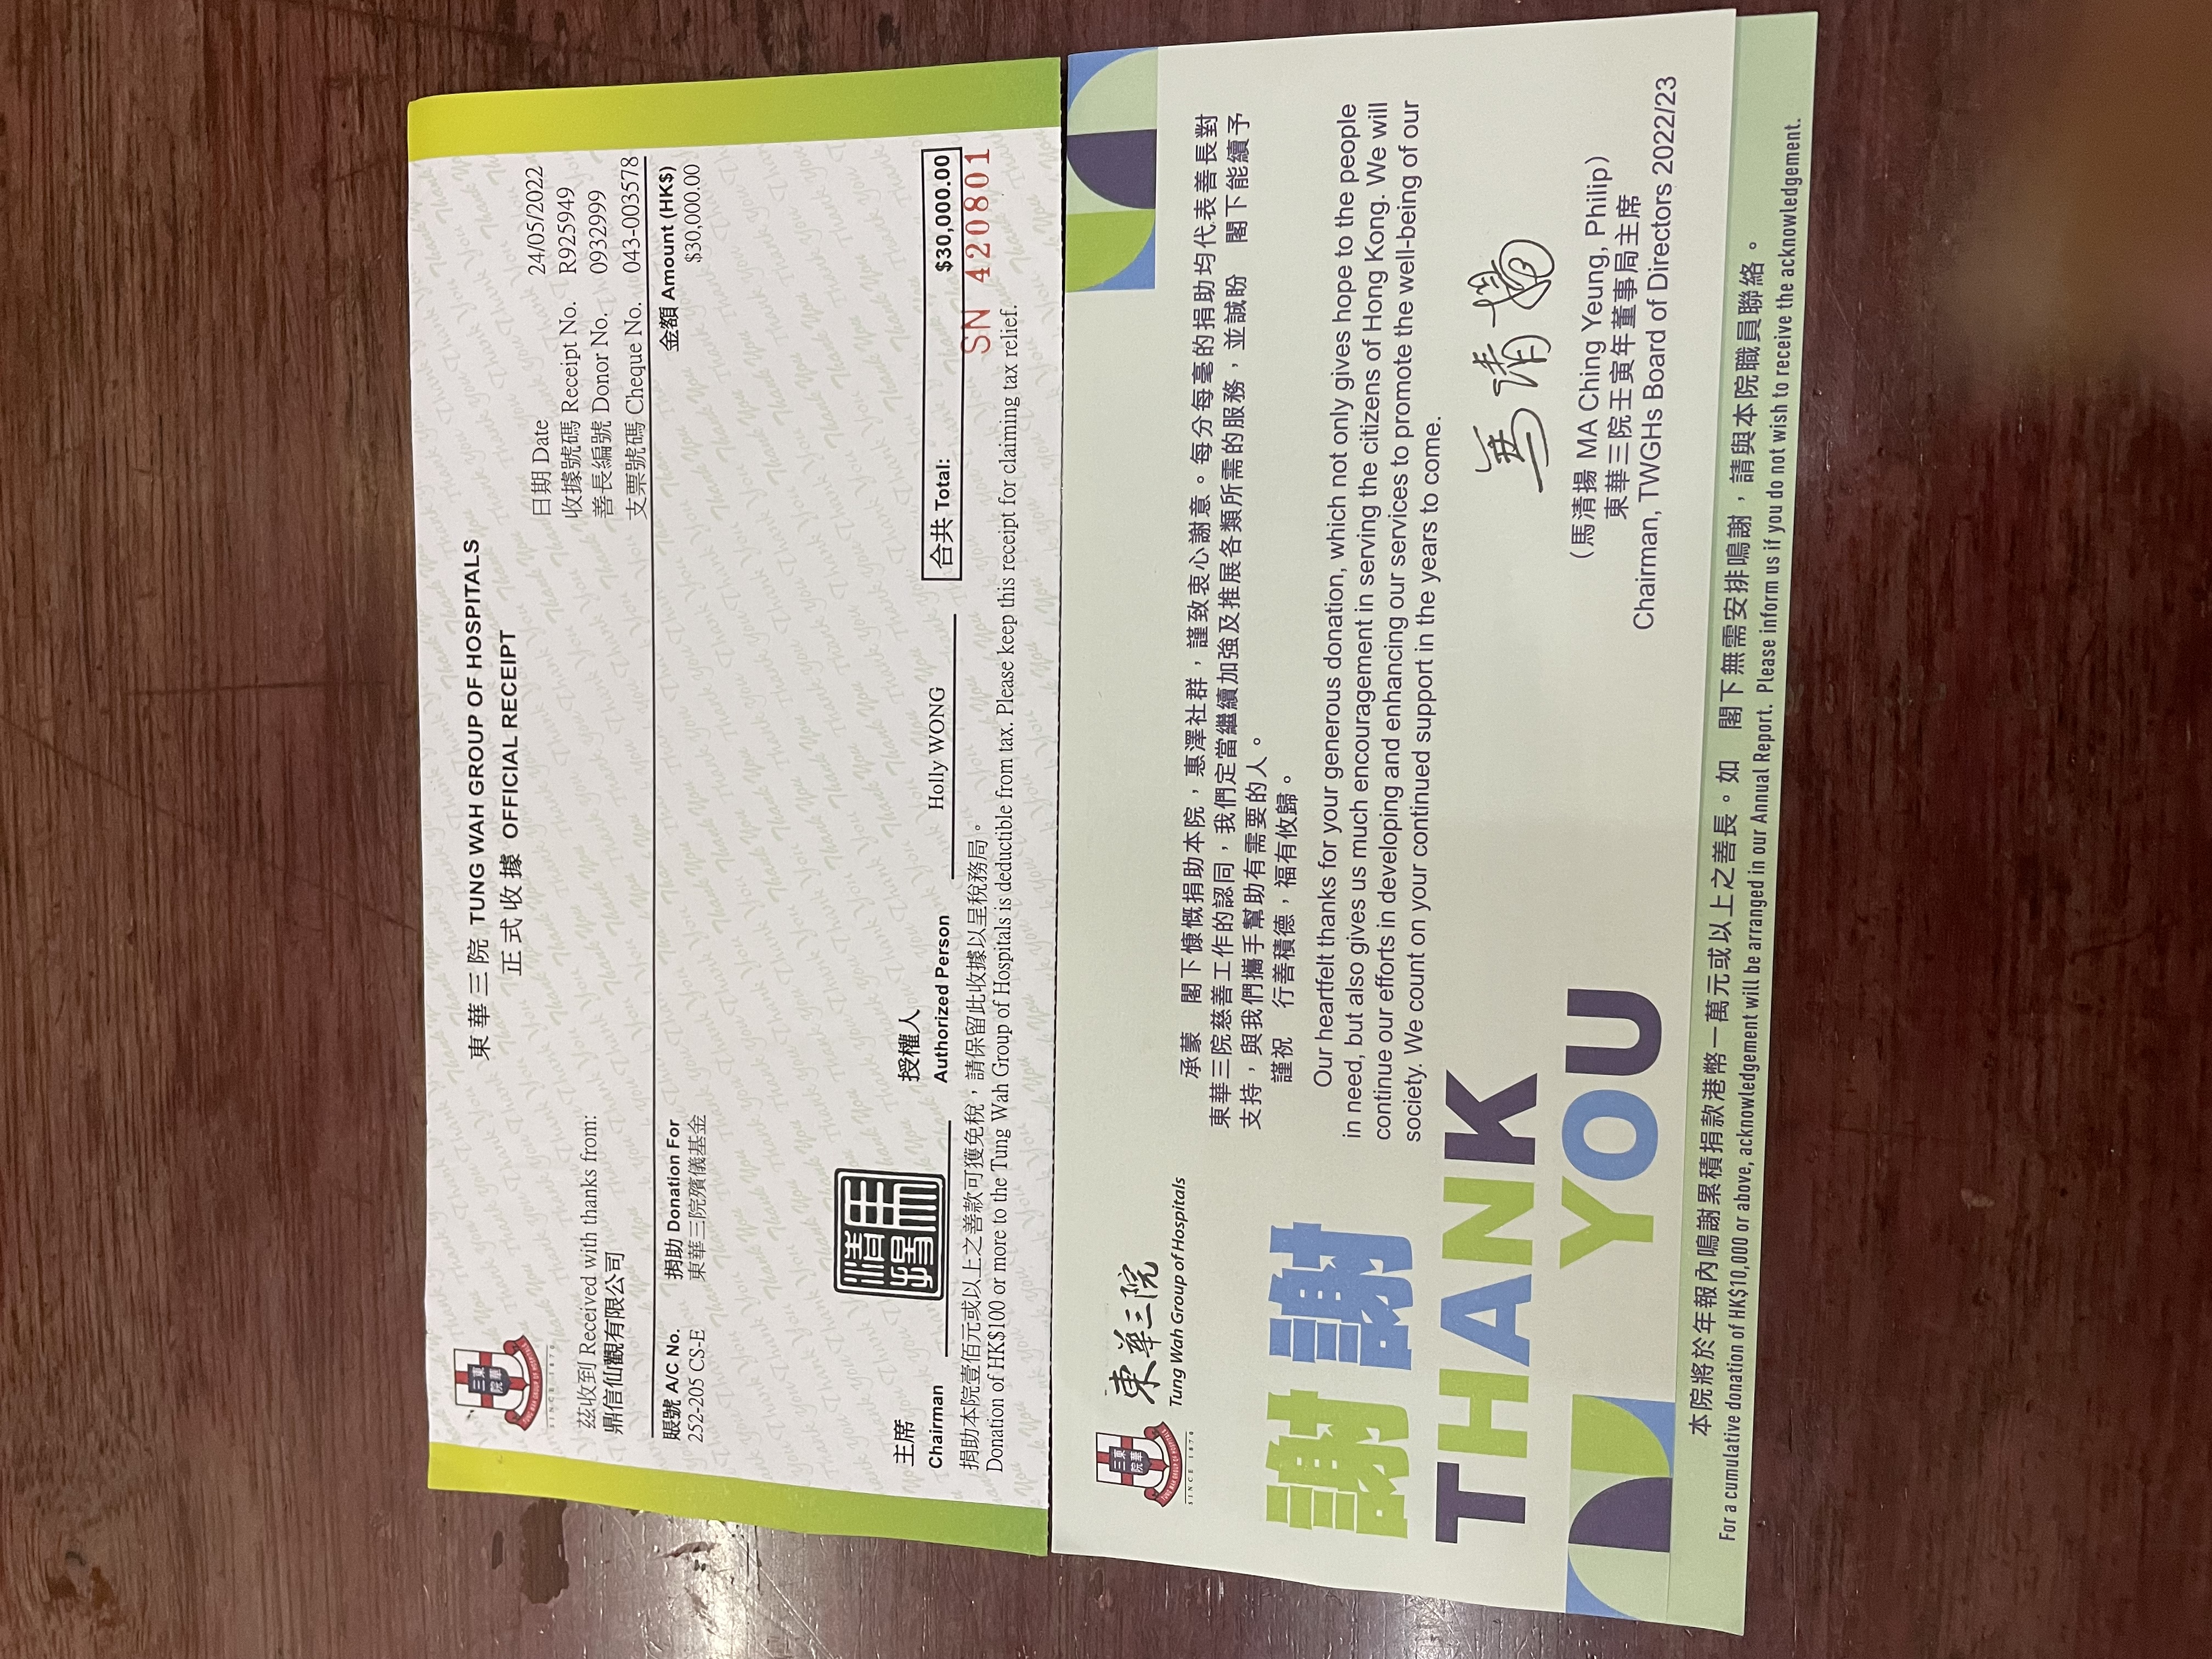 東華三院 TUNG WAH GROUP OF HOSPITALS
正式收據 OFFICIAL RECEIPT
SINCE 1870
日期 Date 24/05/2022
收據號碼 Receipt No. R925949
善長編號 Donor No. 0932999
支票號碼 Cheque No. 043-003578
茲收到 Received with thanks from:
鼎信仙觀有限公司
賬號 A/C No. 捐助 Donation For 金額 Amount (HK$)
252-205 CS-E 東華三院殯儀基金 $30,000.00
主席
Chairman
馬清揚
授權人
Authorized Person Holly WONG
合共 Total: $30,000.00
SN 420801
捐助本院壹佰元或以上之善款可獲免稅，請保留此收據以呈稅務局。
Donation of HK$100 or more to the Tung Wah Group of Hospitals is deductible from tax. Please keep this receipt for claiming tax relief.
東華三院
Tung Wah Group of Hospitals
SINCE 1870
謝謝
THANK
YOU
承蒙 閣下慷慨捐助本院，惠澤社群，謹致衷心謝意。每分每毫的捐助均代表善長對
東華三院慈善工作的認同，我們定當繼續加強及推展各類所需的服務，並誠盼 閣下能續予
支持，與我們攜手幫助有需要的人。
謹祝 行善積德，福有攸歸。
Our heartfelt thanks for your generous donation, which not only gives hope to the people
in need, but also gives us much encouragement in serving the citizens of Hong Kong. We will
continue our efforts in developing and enhancing our services to promote the well-being of our
society. We count on your continued support in the years to come.
馬清揚
（馬清揚 MA Ching Yeung, Philip）
東華三院壬寅年董事局主席
Chairman, TWGHs Board of Directors 2022/23
本院將於年報內鳴謝累積捐款港幣一萬元或以上之善長。如 閣下無需安排鳴謝，請與本院職員聯絡。
For a cumulative donation of HK$10,000 or above, acknowledgement will be arranged in our Annual Report. Please inform us if you do not wish to receive the acknowledgement.